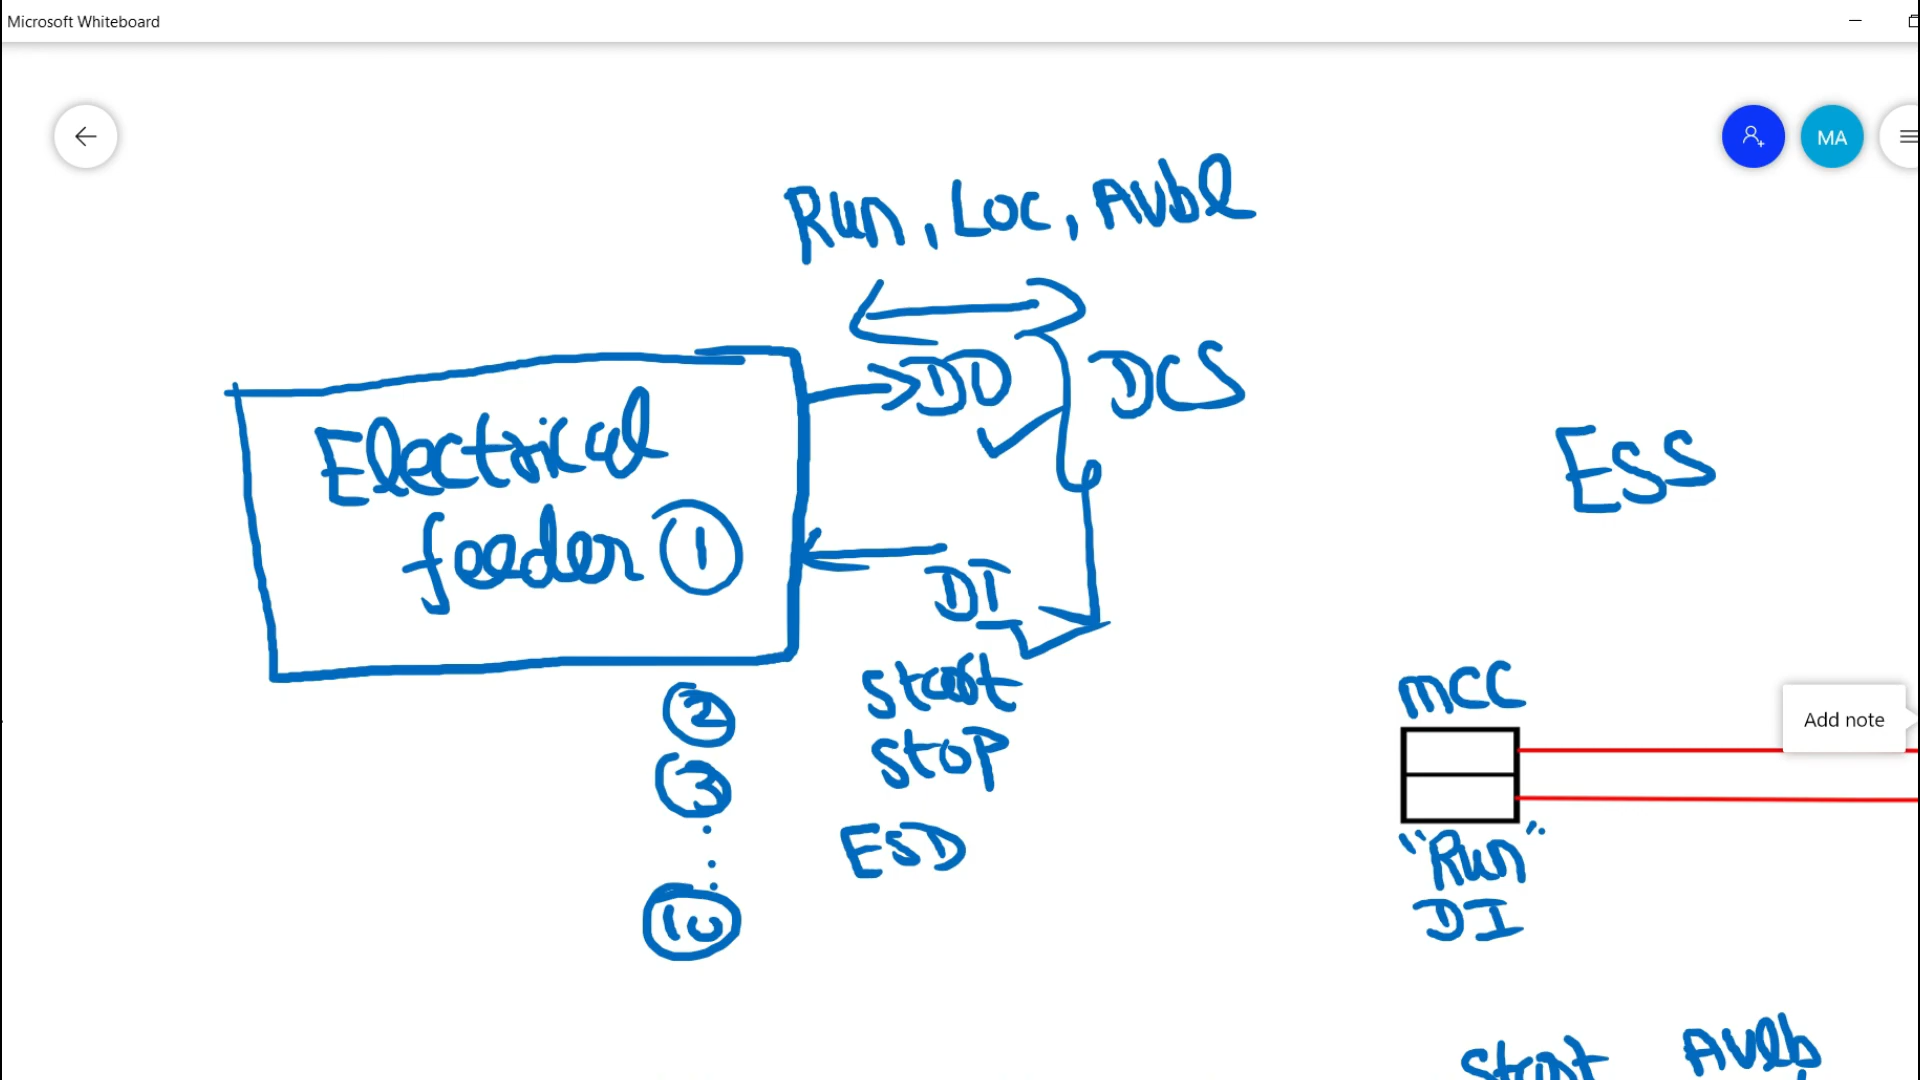 Microsoft Whiteboard
MA
Run, Loc, Avbl
DO
DCS
Electrical
feeder 1
DI
Start
Stop
ESD
2
3
10
ESS
MCC
Add note
"Run"
DI
Start Avlb